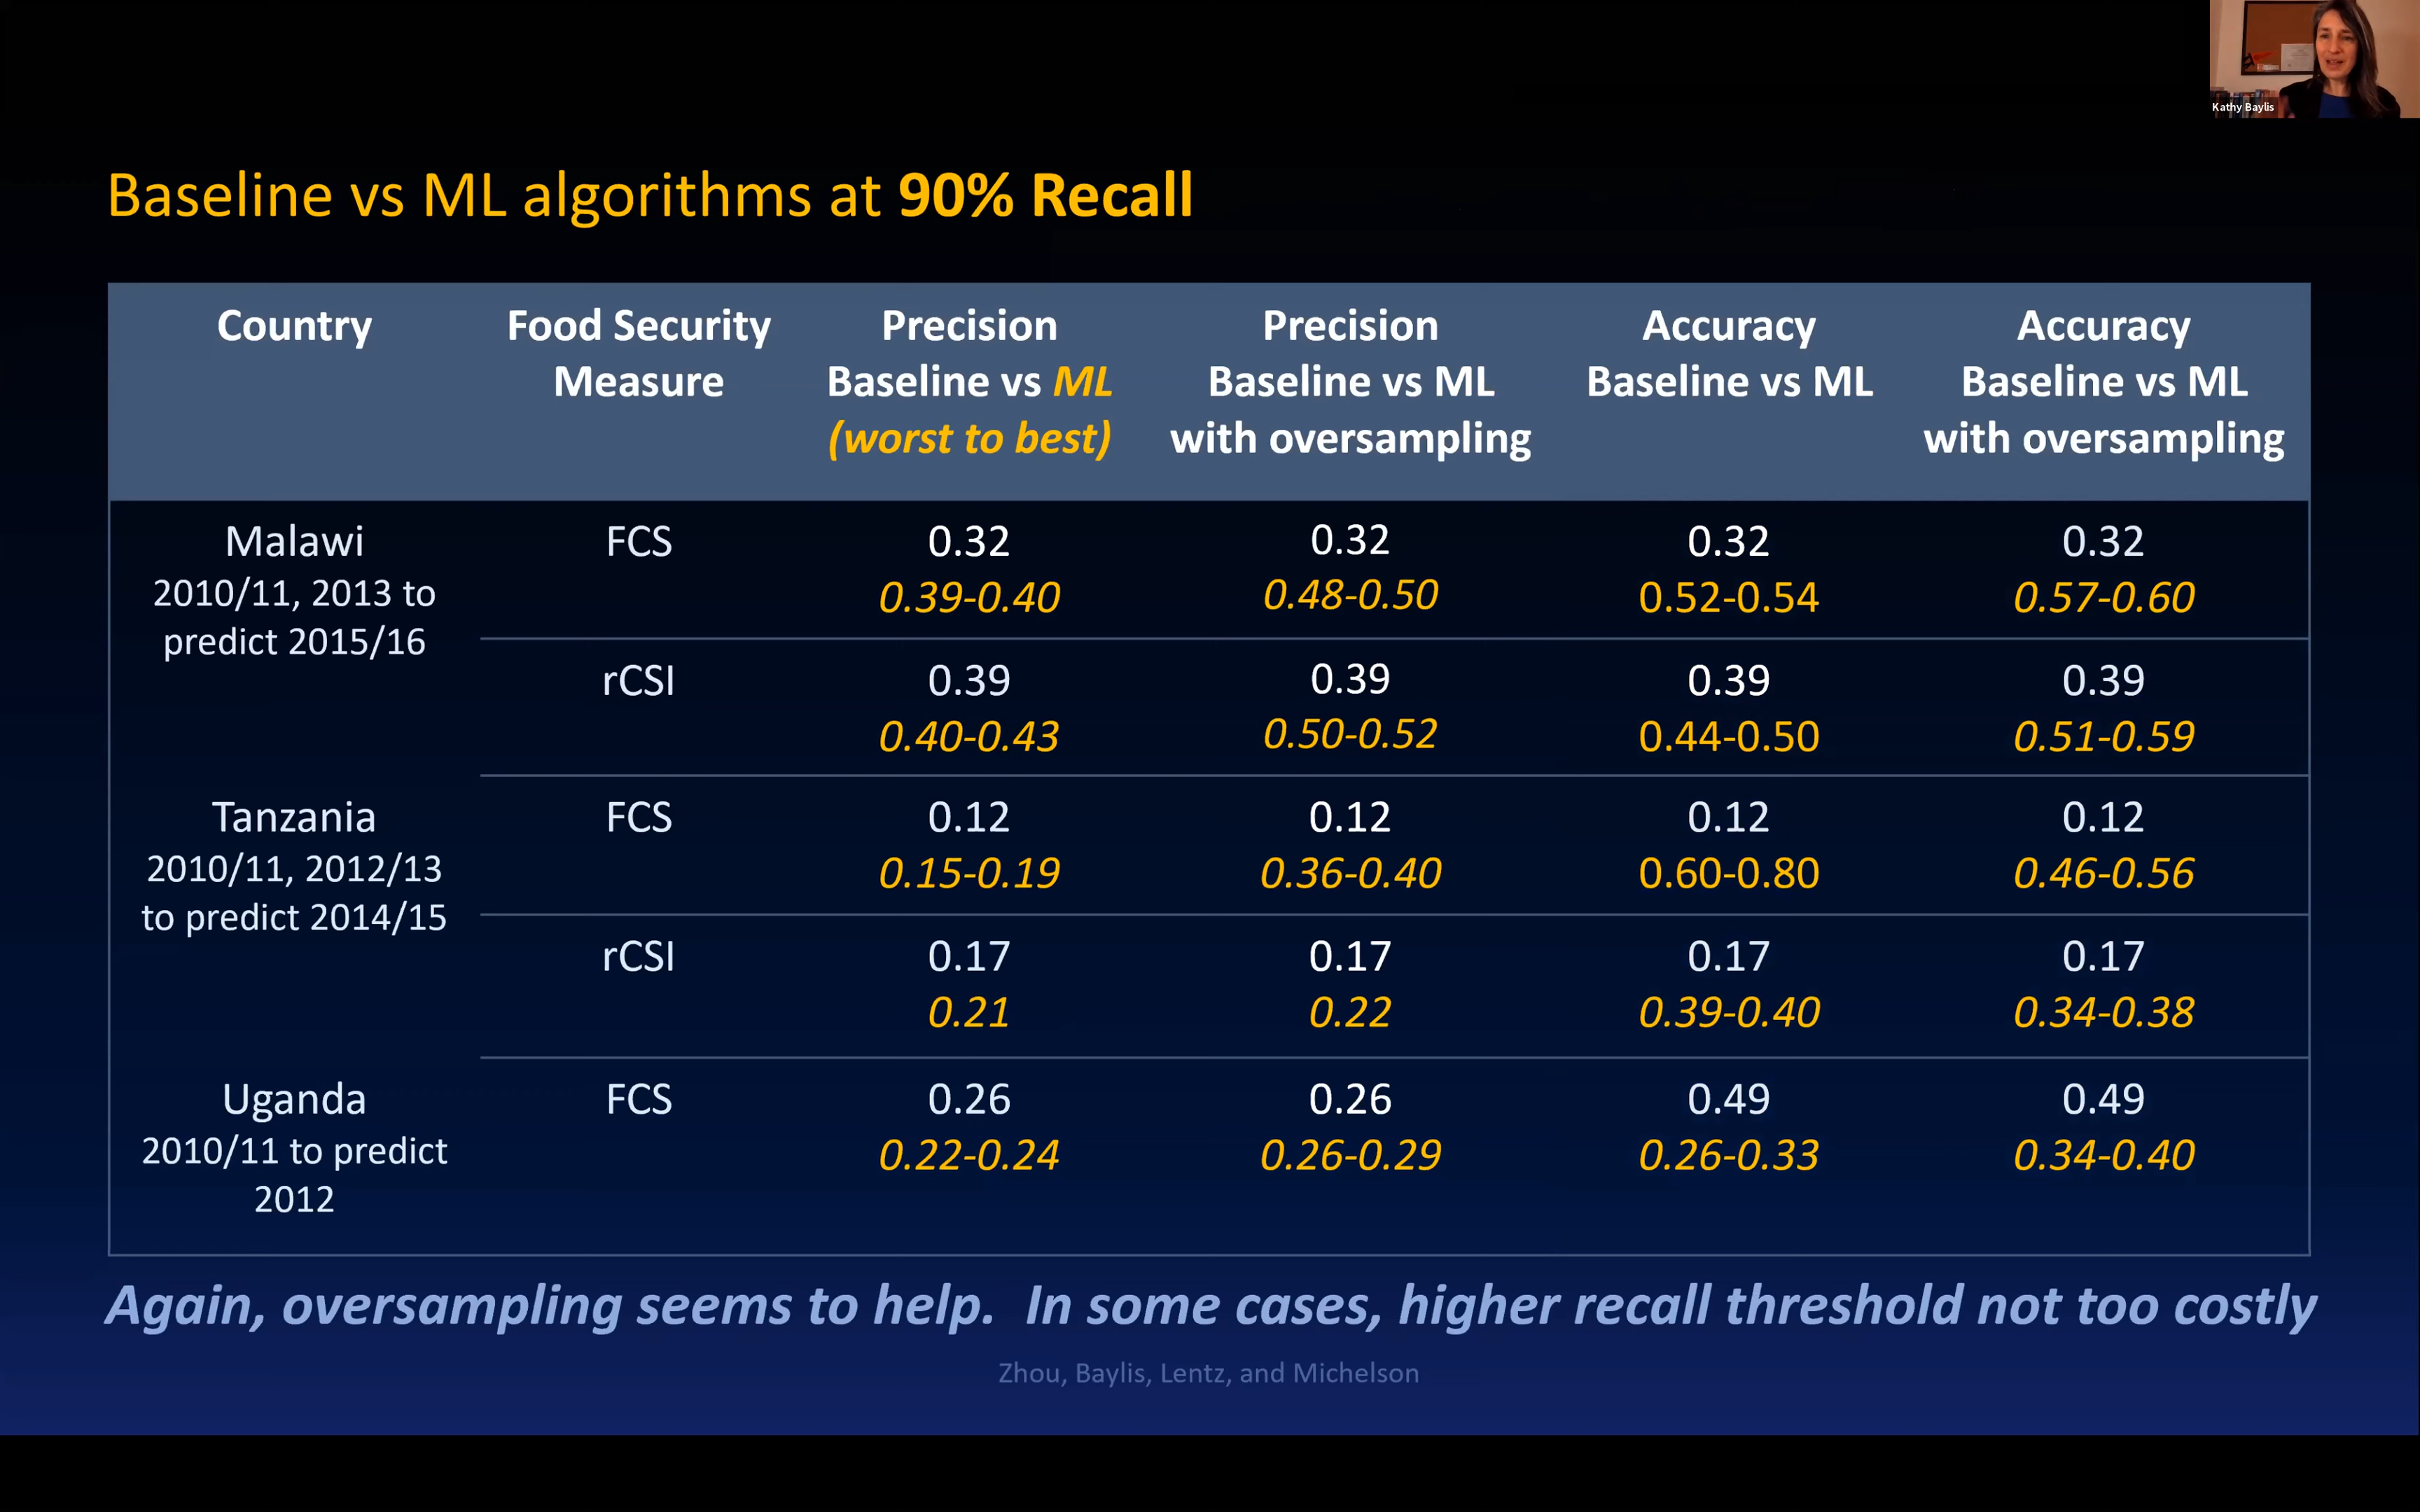 Kathy Baylis
Baseline vs ML algorithms at 90% Recall
Country
Food Security
Measure
Precision
Baseline vs ML
(worst to best)
Precision
Baseline vs ML
with oversampling
Accuracy
Baseline vs ML
Accuracy
Baseline vs ML
with oversampling
Malawi
2010/11, 2013 to
predict 2015/16
FCS
0.32
0.39-0.40
0.32
0.48-0.50
0.32
0.52-0.54
0.32
0.57-0.60
rCSI
0.39
0.40-0.43
0.39
0.50-0.52
0.39
0.44-0.50
0.39
0.51-0.59
Tanzania
2010/11, 2012/13
to predict 2014/15
FCS
0.12
0.15-0.19
0.12
0.36-0.40
0.12
0.60-0.80
0.12
0.46-0.56
rCSI
0.17
0.21
0.17
0.22
0.17
0.39-0.40
0.17
0.34-0.38
Uganda
2010/11 to predict
2012
FCS
0.26
0.22-0.24
0.26
0.26-0.29
0.49
0.26-0.33
0.49
0.34-0.40
Again, oversampling seems to help. In some cases, higher recall threshold not too costly
Zhou, Baylis, Lentz, and Michelson